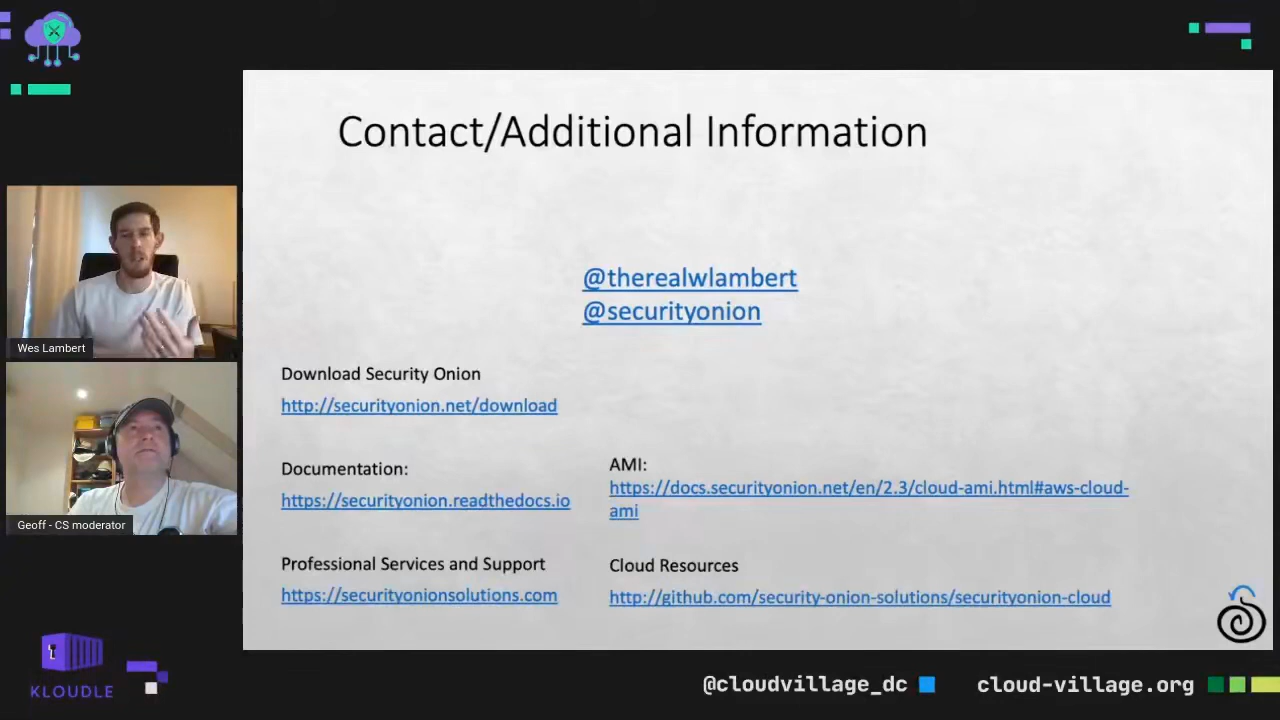 Contact/Additional Information
@therealwlambert
@securityonion
Wes Lambert
Download Security Onion
http://securityonion.net/download
Documentation:
https://securityonion.readthedocs.io
AMI:
https://docs.securityonion.net/en/2.3/cloud-ami.html#aws-cloud-
ami
Geoff - CS moderator
Professional Services and Support
https://securityonionsolutions.com
Cloud Resources
http://github.com/security-onion-solutions/securityonion-cloud
KLOUDLE
@cloudvillage_dc
cloud-village.org